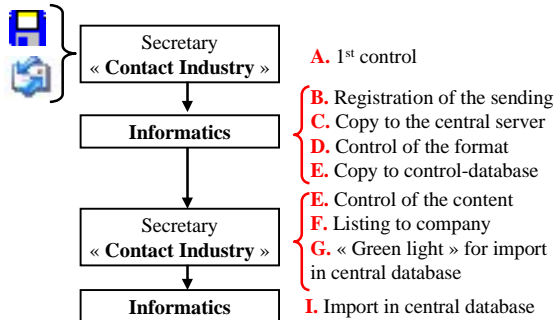 Secretary
« Contact Industry »
A. 1st control
Informatics
B. Registration of the sending
C. Copy to the central server
D. Control of the format
E. Copy to control-database
Secretary
« Contact Industry »
E. Control of the content
F. Listing to company
G. « Green light » for import
in central database
Informatics
I. Import in central database